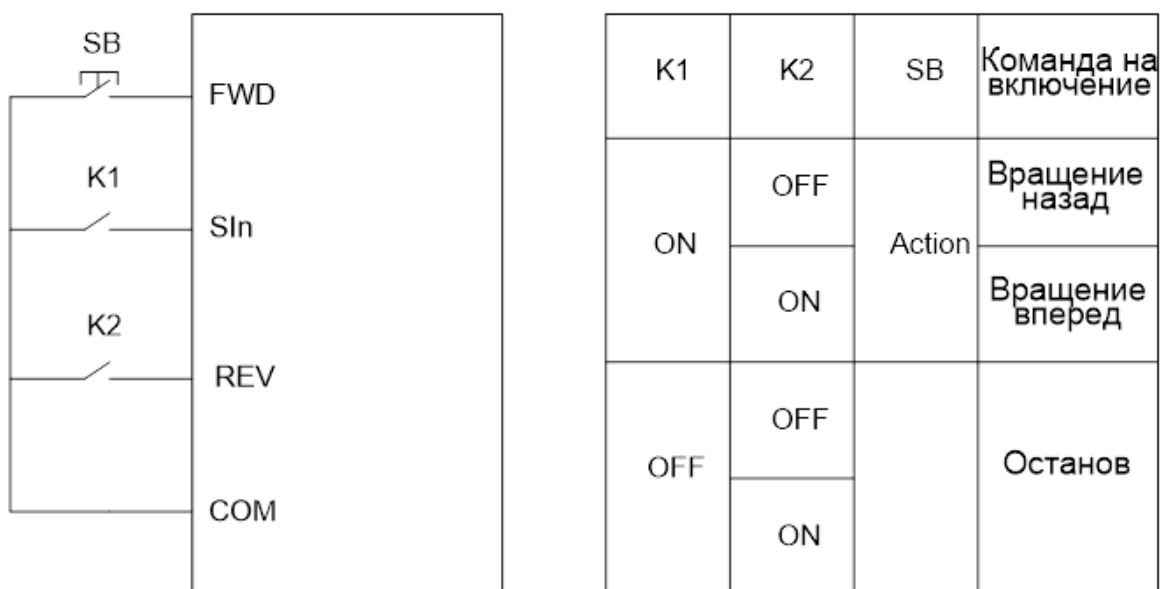 SB
FWD
K1
SIn
K2
REV
COM
K1 K2 SB Команда на
включение
ON OFF Action Вращение
назад
ON Вращение
вперед
OFF OFF Останов
ON